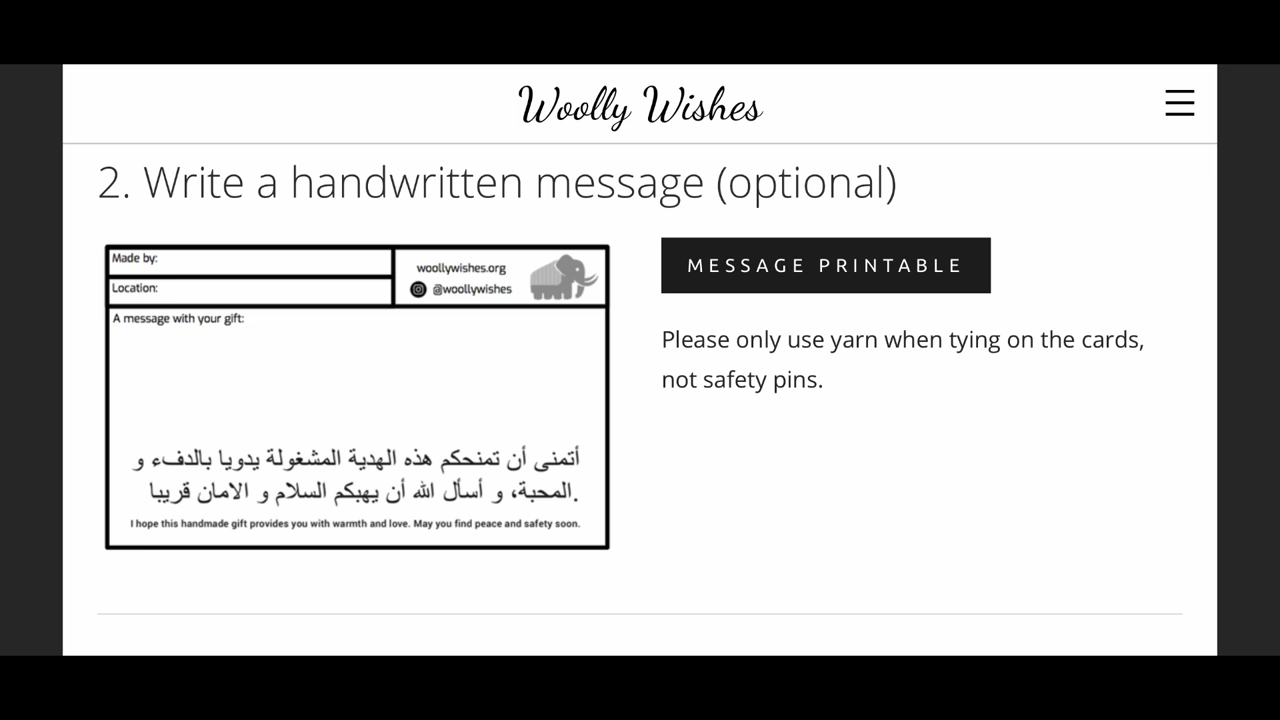 Woolly Wishes
2. Write a handwritten message (optional)
Made by:
Location:
woollywishes.org
@woollywishes
A message with your gift:
أتمنى أن تمنحكم هذه الهدية المشغولة يدويا بالدفء و
المحبة، و أسأل الله أن يهبكم السلام و الامان قريبا.
I hope this handmade gift provides you with warmth and love. May you find peace and safety soon.
MESSAGE PRINTABLE
Please only use yarn when tying on the cards,
not safety pins.